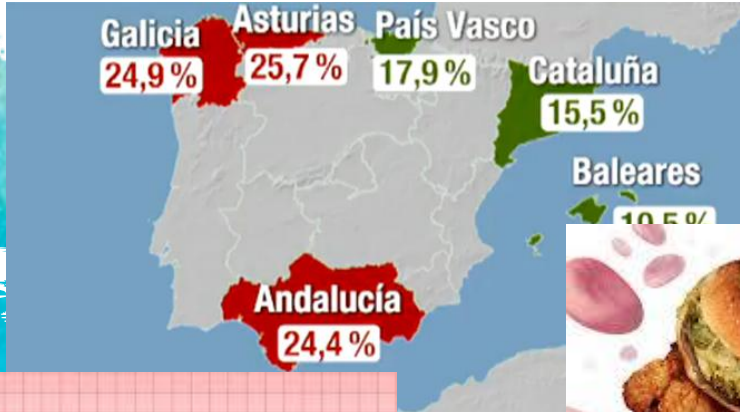 Galicia
24,9 %
Asturias
25,7 %
País Vasco
17,9 %
Cataluña
15,5 %
Baleares
Andalucía
24,4 %